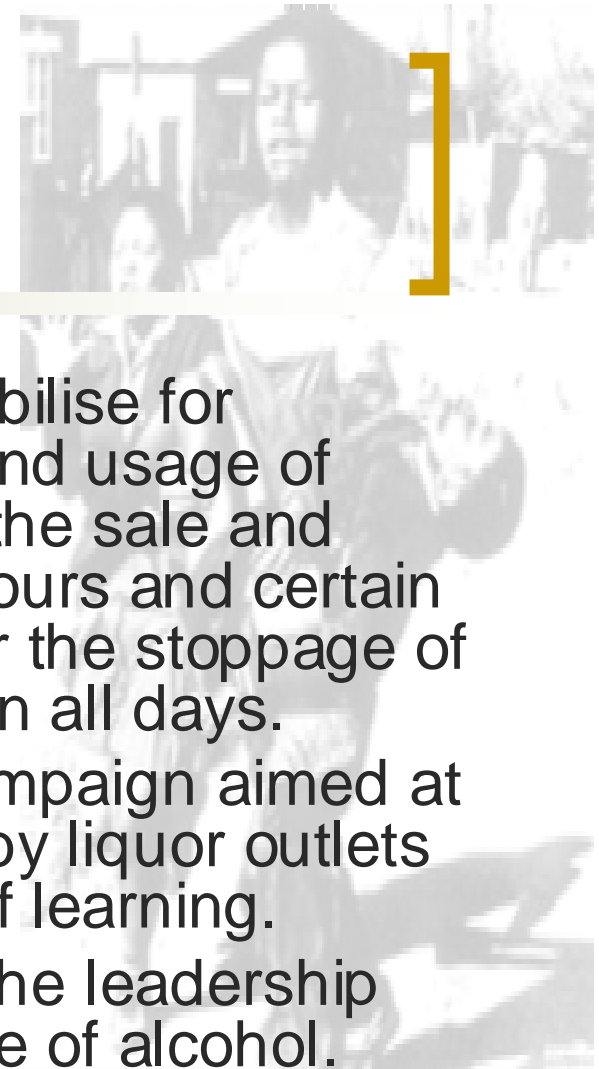 bilise for
nd usage of
the sale and
ours and certain
r the stoppage of
n all days.
mpaign aimed at
by liquor outlets
f learning.
he leadership
e of alcohol.